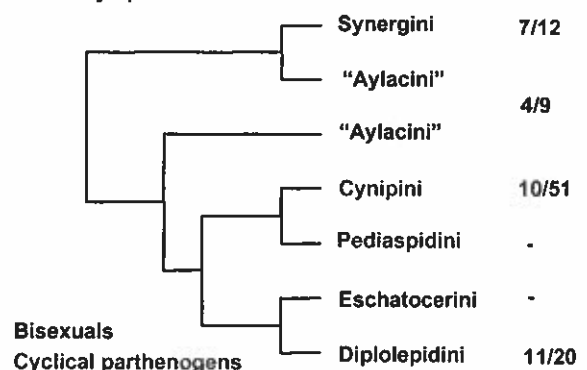 Synergini 7/12
"Aylacini"
4/9
"Aylacini"
Cynipini 10/51
Pediaspidini -
Eschatocerini -
Bisexuals
Diplolepidini 11/20
Cyclical parthenogens